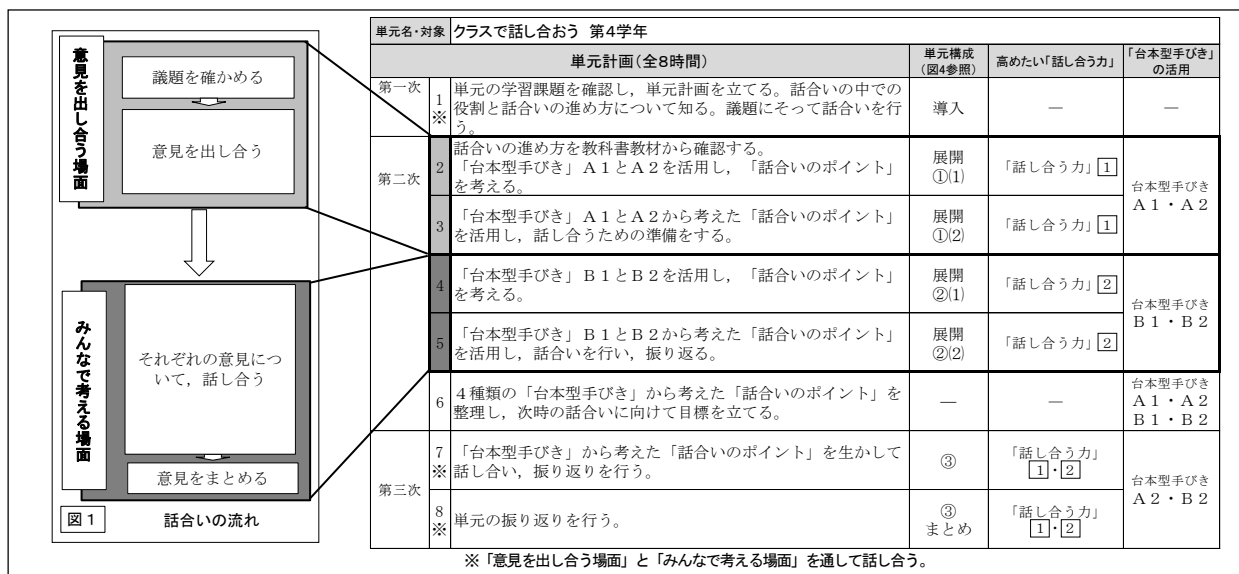 意見を出し合う場面
議題を確かめる
意見を出し合う
みんなで考える場面
それぞれの意見につ
いて，話し合う
意見をまとめる
図1
話合いの流れ
単元名・対象
クラスで話し合おう 第4学年
単元計画(全8時間)
単元構成
(図4参照)
高めたい「話し合う力」
「台本型手びき」
の活用
第一次
1
※
単元の学習課題を確認し，単元計画を立てる。話合いの中での
役割と話合いの進め方について知る。議題にそって話合いを行
う。
導入
―
―
第二次
2
話合いの進め方を教科書教材から確認する。
「台本型手びき」A1とA2を活用し，「話合いのポイント」
を考える。
展開
①(1)
「話し合う力」1
台本型手びき
A1・A2
3
「台本型手びき」A1とA2から考えた「話合いのポイント」
を活用し，話し合うための準備をする。
展開
①(2)
「話し合う力」1
4
「台本型手びき」B1とB2を活用し，「話合いのポイント」
を考える。
展開
②(1)
「話し合う力」2
台本型手びき
B1・B2
5
「台本型手びき」B1とB2から考えた「話合いのポイント」
を活用し，話合いを行い，振り返る。
展開
②(2)
「話し合う力」2
6
4種類の「台本型手びき」から考えた「話合いのポイント」を
整理し，次時の話合いに向けて目標を立てる。
―
―
台本型手びき
A1・A2
B1・B2
第三次
7
※
「台本型手びき」から考えた「話合いのポイント」を生かして
話し合い，振り返りを行う。
③
「話し合う力」
1・2
台本型手びき
A2・B2
8
※
単元の振り返りを行う。
③
まとめ
「話し合う力」
1・2
※「意見を出し合う場面」と「みんなで考える場面」を通して話し合う。